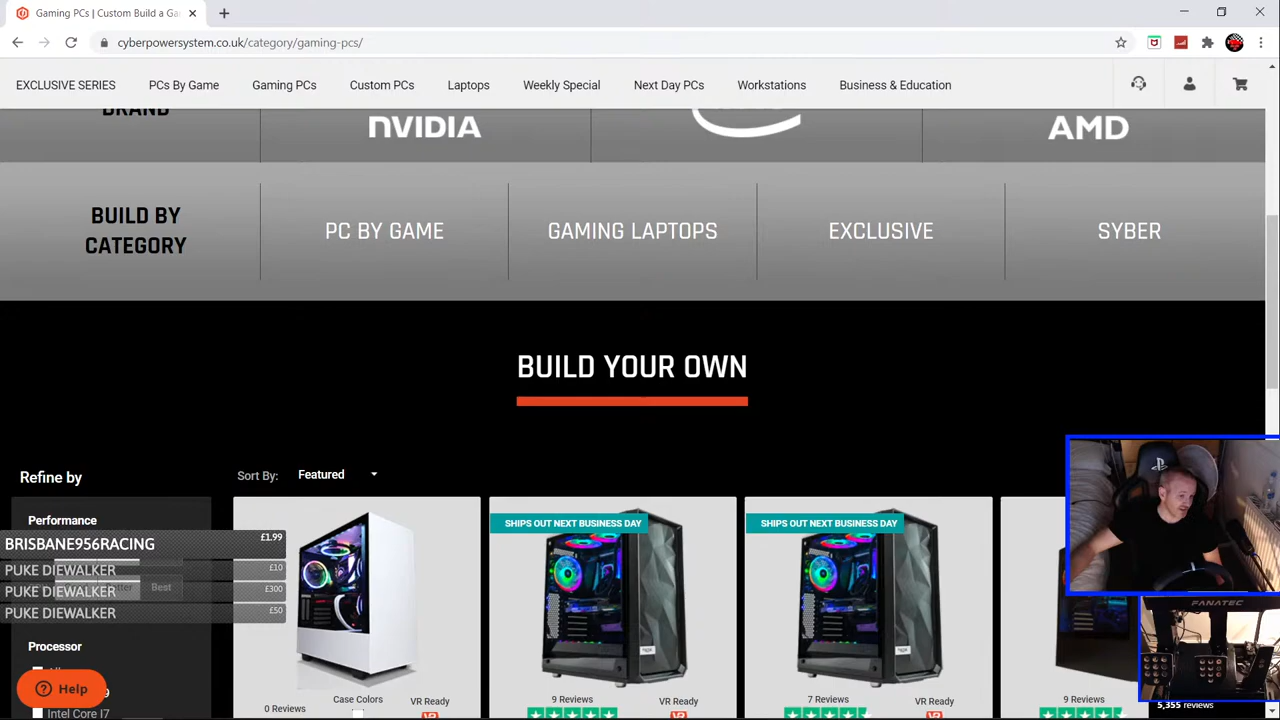 Gaming PCs | Custom Build a Ga
cyberpowersystem.co.uk/category/gaming-pcs/
EXCLUSIVE SERIES
PCs By Game
Gaming PCs
Custom PCs
Laptops
Weekly Special
Next Day PCs
Workstations
Business & Education
BRAND
NVIDIA
AMD
BUILD BY
CATEGORY
PC BY GAME
GAMING LAPTOPS
EXCLUSIVE
SYBER
BUILD YOUR OWN
Refine by
Sort By:
Featured
Performance
BRISBANE956RACING £1.99
PUKE DIEWALKER £10
PUKE DIEWALKER £300
PUKE DIEWALKER £50
Best
Processor
Intel Core I7
Help
SHIPS OUT NEXT BUSINESS DAY
SHIPS OUT NEXT BUSINESS DAY
0 Reviews
Case Colors
VR Ready
VR
9 Reviews
VR Ready
VR
7 Reviews
VR Ready
VR
9 Reviews
FANATEC
5,355 reviews